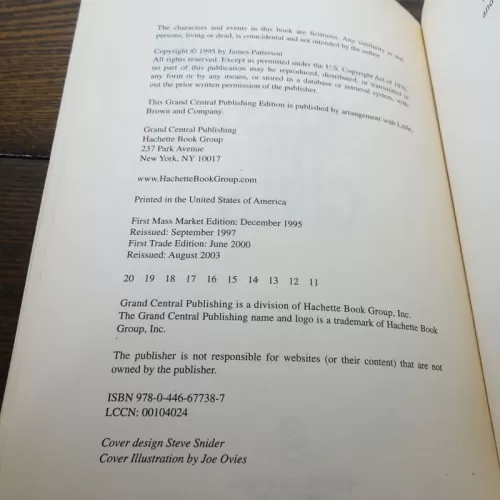 The characters and events in this book are fictitious. Any similarity to real
persons, living or dead, is coincidental and not intended by the author.
Copyright © 1995 by James Patterson
All rights reserved. Except as permitted under the U.S. Copyright Act of 1976,
no part of this publication may be reproduced, distributed, or transmitted in
any form or by any means, or stored in a database or retrieval system, with-
out the prior written permission of the publisher.
This Grand Central Publishing Edition is published by arrangement with Little,
Brown and Company.
Grand Central Publishing
Hachette Book Group
237 Park Avenue
New York, NY 10017
www.HachetteBookGroup.com
Printed in the United States of America
First Mass Market Edition: December 1995
Reissued: September 1997
First Trade Edition: June 2000
Reissued: August 2003
20 19 18 17 16 15 14 13 12 11
Grand Central Publishing is a division of Hachette Book Group, Inc.
The Grand Central Publishing name and logo is a trademark of Hachette Book
Group, Inc.
The publisher is not responsible for websites (or their content) that are not
owned by the publisher.
ISBN 978-0-446-67738-7
LCCN: 00104024
Cover design Steve Snider
Cover Illustration by Joe Ovies